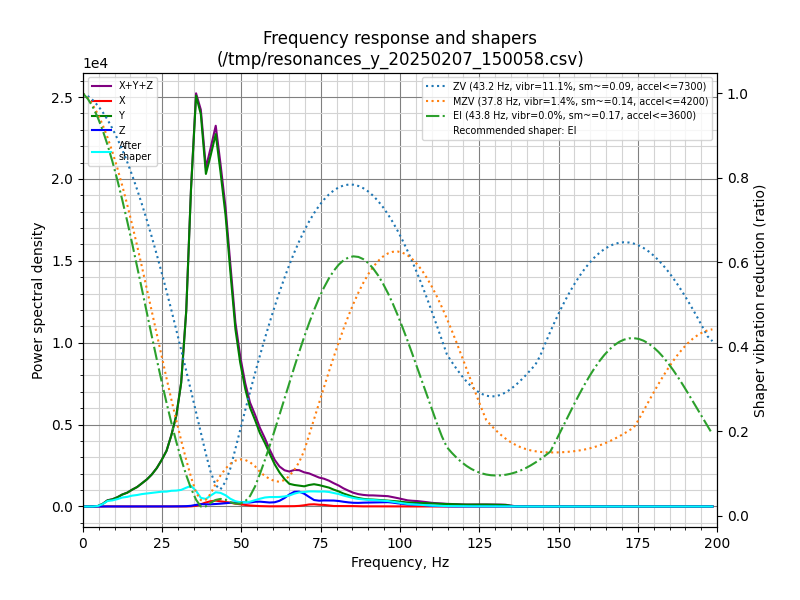 Frequency response and shapers
(/tmp/resonances_y_20250207_150058.csv)
1e4
X+Y+Z
X
Y
Z
After
shaper
ZV (43.2 Hz, vibr=11.1%, sm~=0.09, accel<=7300)
MZV (37.8 Hz, vibr=1.4%, sm~=0.14, accel<=4200)
EI (43.8 Hz, vibr=0.0%, sm~=0.17, accel<=3600)
Recommended shaper: EI
2.5
2.0
1.5
1.0
0.5
0.0
Power spectral density
1.0
0.8
0.6
0.4
0.2
0.0
Shaper vibration reduction (ratio)
0
25
50
75
100
125
150
175
200
Frequency, Hz